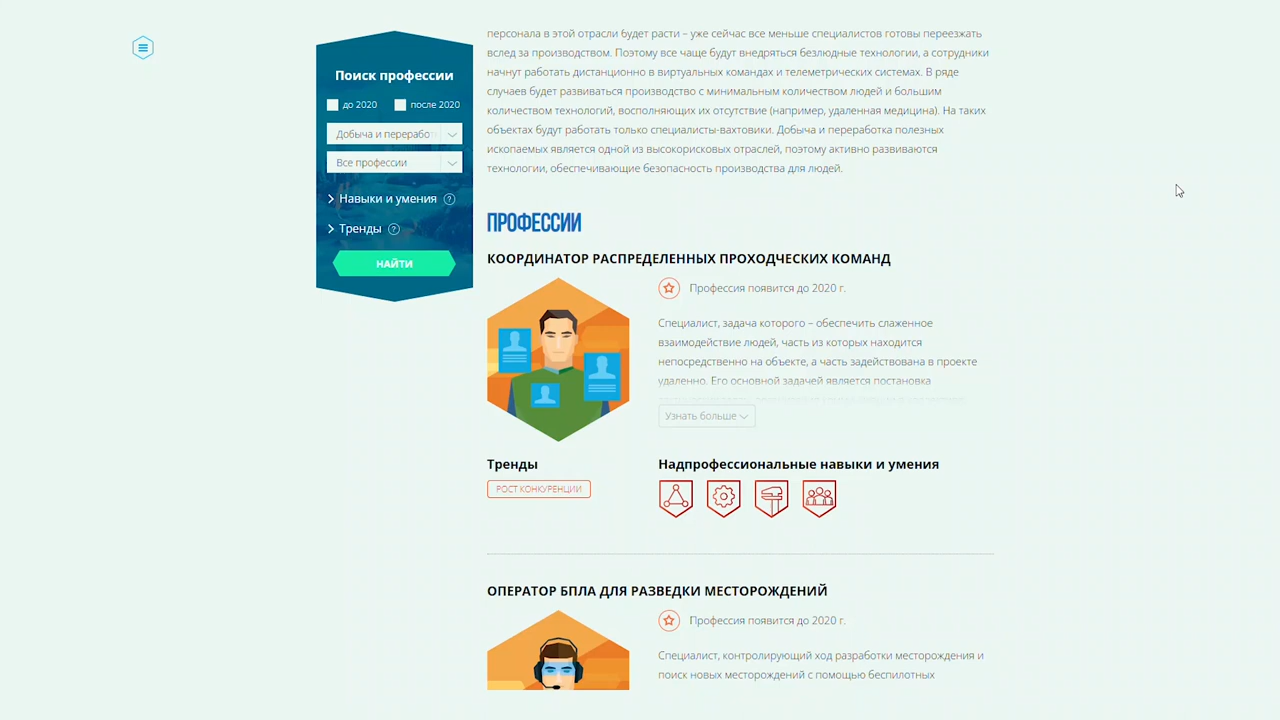 Поиск профессии
до 2020
после 2020
Добыча и перерабо
Все профессии
Навыки и умения ?
Тренды ?
НАЙТИ
персонала в этой отрасли будет расти – уже сейчас все меньше специалистов готовы переезжать
вслед за производством. Поэтому все чаще будут внедряться безлюдные технологии, а сотрудники
начнут работать дистанционно в виртуальных командах и телеметрических системах. В ряде
случаев будет развиваться производство с минимальным количеством людей и большим
количеством технологий, восполняющих их отсутствие (например, удаленная медицина). На таких
объектах будут работать только специалисты-вахтовики. Добыча и переработка полезных
ископаемых является одной из высокорисковых отраслей, поэтому активно развиваются
технологии, обеспечивающие безопасность производства для людей.
ПРОФЕССИИ
КООРДИНАТОР РАСПРЕДЕЛЕННЫХ ПРОХОДЧЕСКИХ КОМАНД
Профессия появится до 2020 г.
Специалист, задача которого – обеспечить слаженное
взаимодействие людей, часть из которых находится
непосредственно на объекте, а часть задействована в проекте
удаленно. Его основной задачей является постановка
Узнать больше
Тренды
РОСТ КОНКУРЕНЦИИ
Надпрофессиональные навыки и умения
ОПЕРАТОР БПЛА ДЛЯ РАЗВЕДКИ МЕСТОРОЖДЕНИЙ
Профессия появится до 2020 г.
Специалист, контролирующий ход разработки месторождения и
поиск новых месторождений с помощью беспилотных